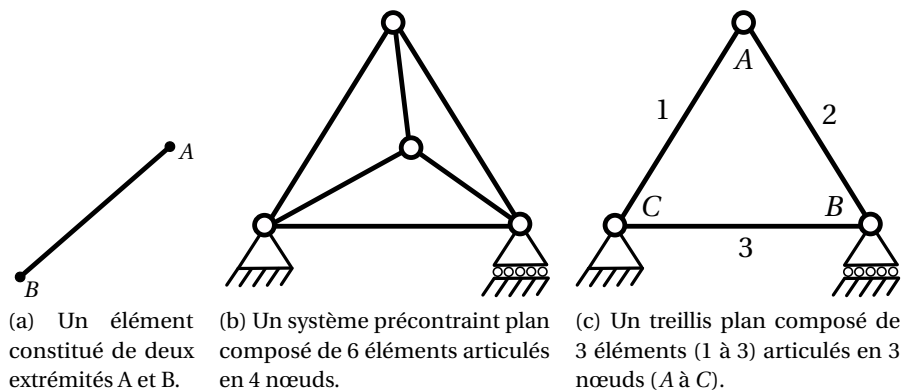 A
B
A
1
2
C
B
3
(a) Un élément
constitué de deux
extrémités A et B.
(b) Un système précontraint plan
composé de 6 éléments articulés
en 4 nœuds.
(c) Un treillis plan composé de
3 éléments (1 à 3) articulés en 3
nœuds (A à C).